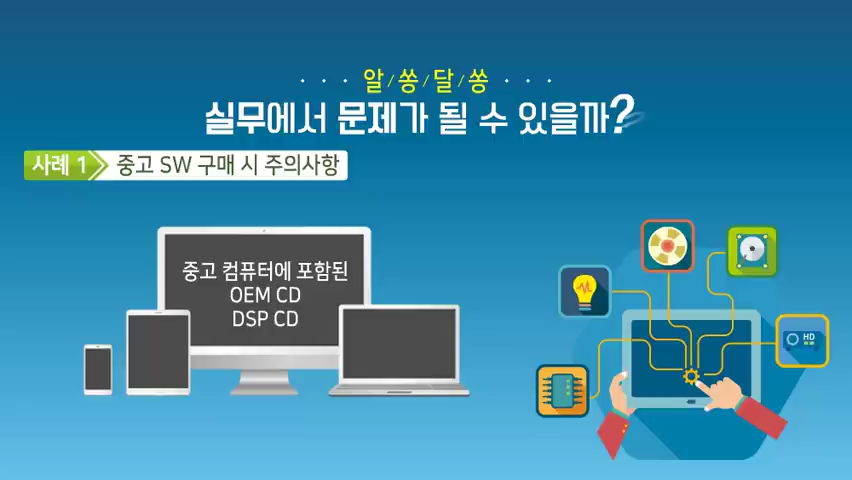 알/쏭/달/쏭
실무에서 문제가 될 수 있을까?
사례 1 중고 SW 구매 시 주의사항
중고 컴퓨터에 포함된
OEM CD
DSP CD
HD